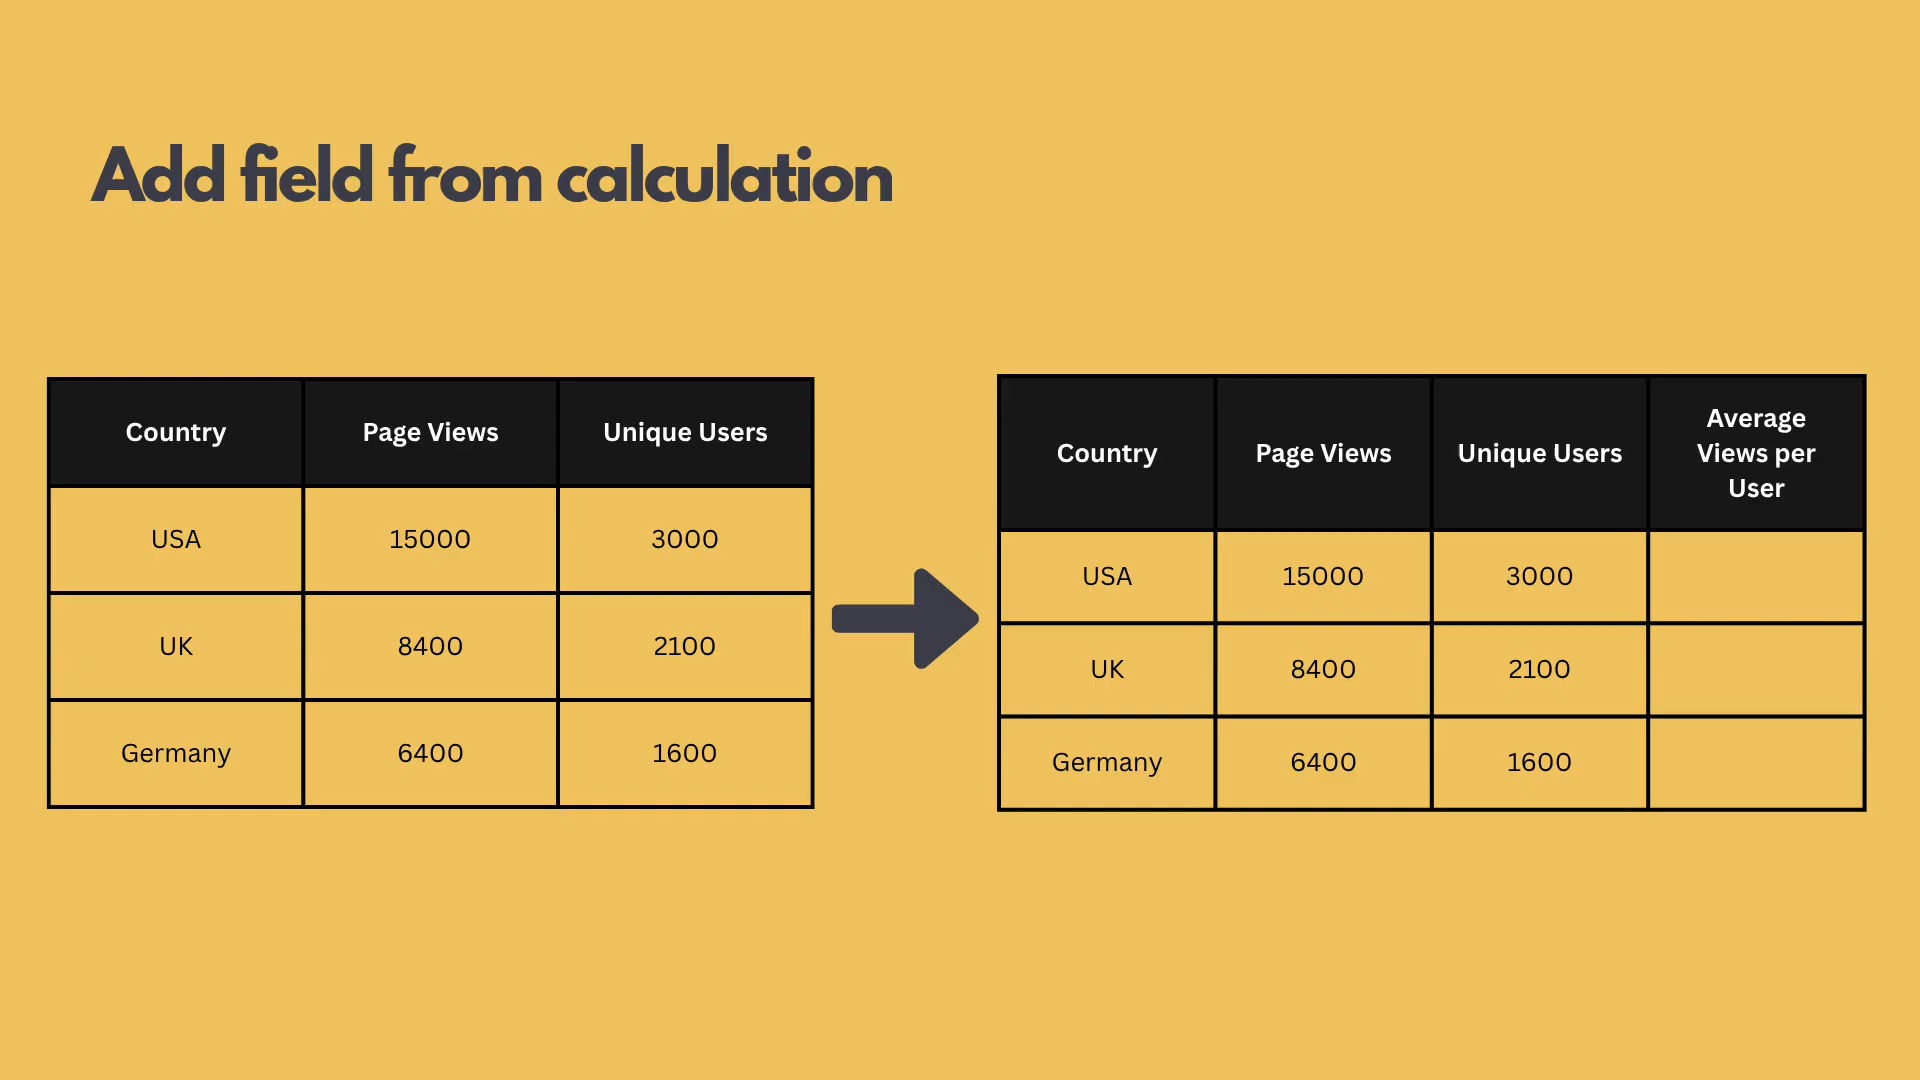 Add field from calculation
Country Page Views Unique Users
USA 15000 3000
UK 8400 2100
Germany 6400 1600
Country Page Views Unique Users Average Views per User
USA 15000 3000
UK 8400 2100
Germany 6400 1600